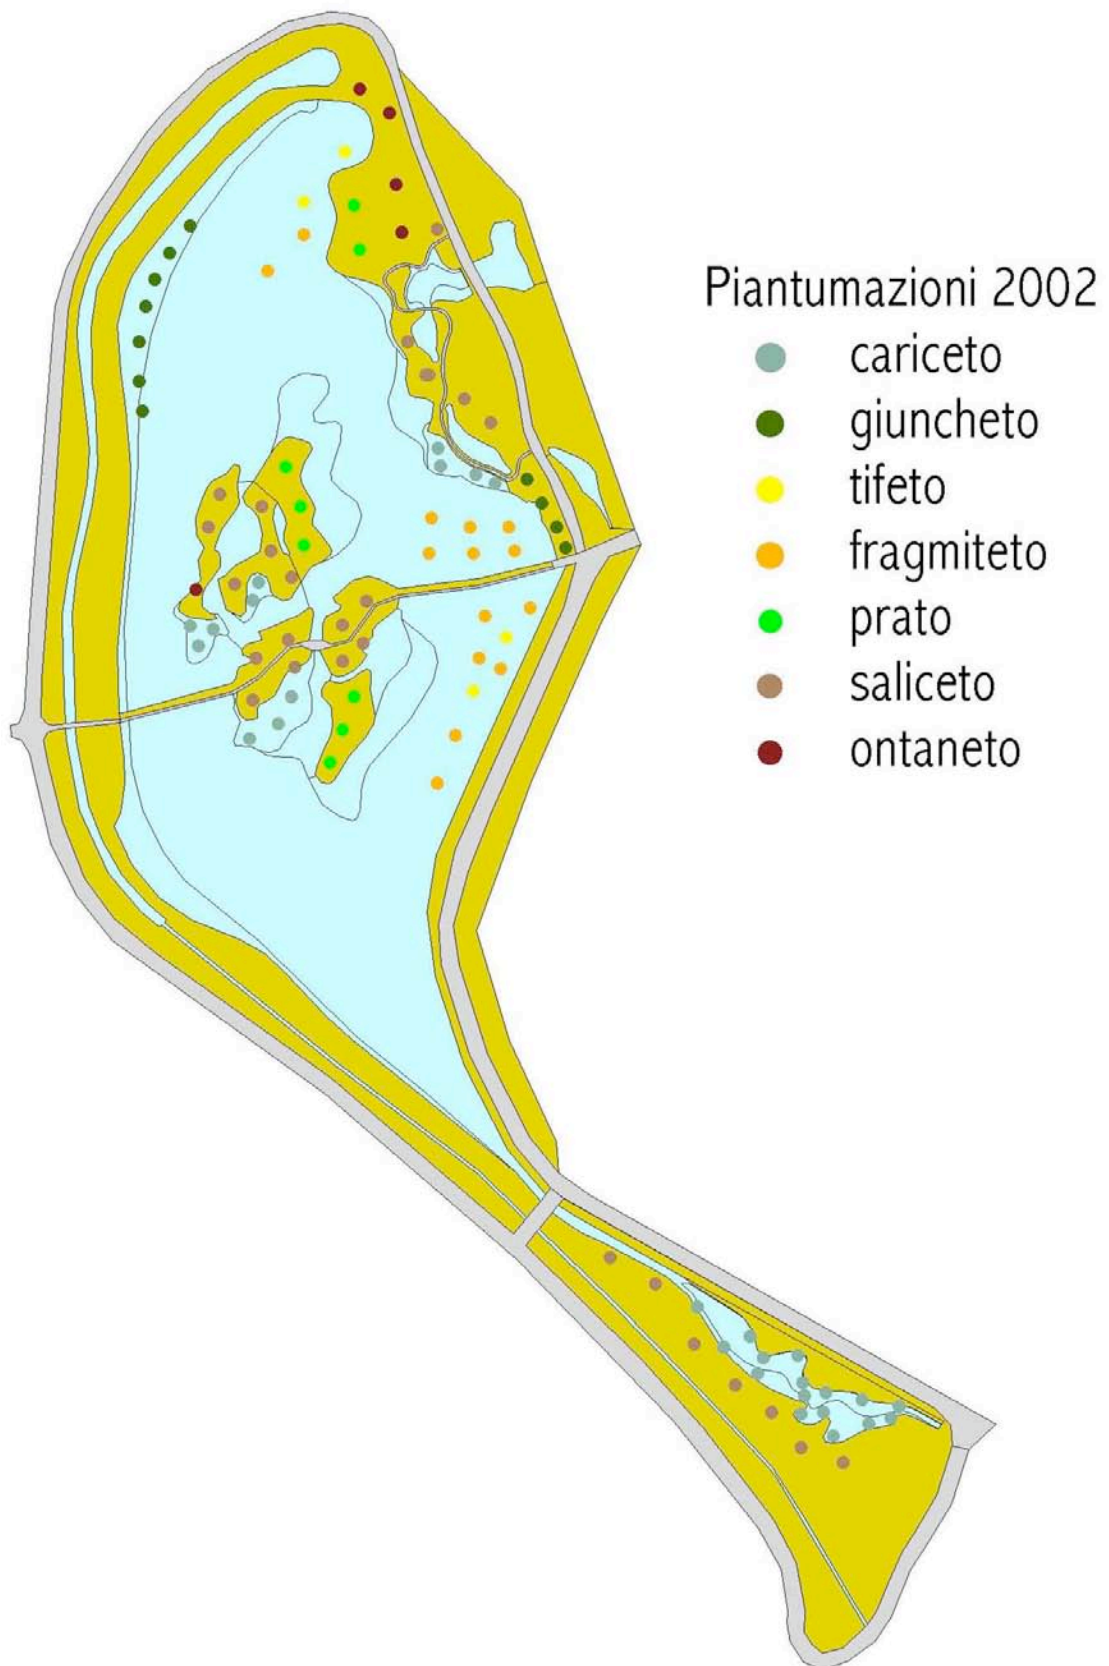 Piantumazioni 2002
cariceto
giuncheto
tifeto
fragmiteto
prato
saliceto
ontaneto